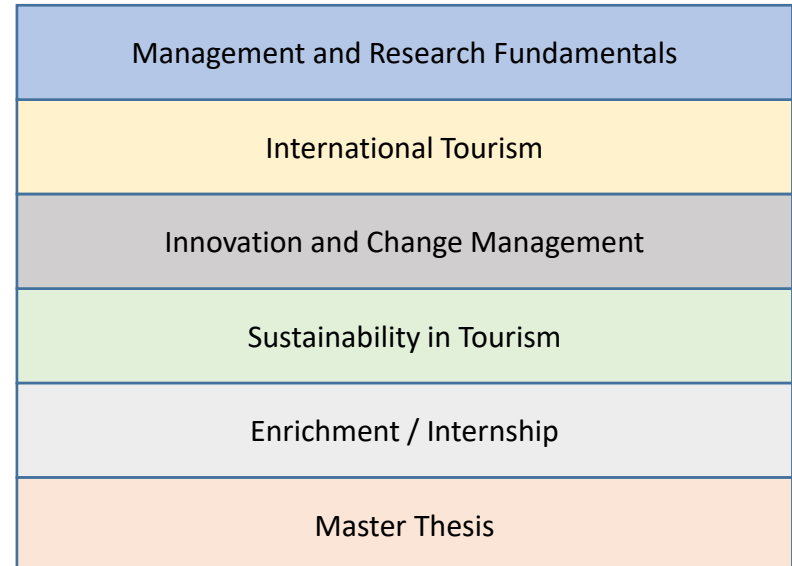 Management and Research Fundamentals
International Tourism
Innovation and Change Management
Sustainability in Tourism
Enrichment / Internship
Master Thesis